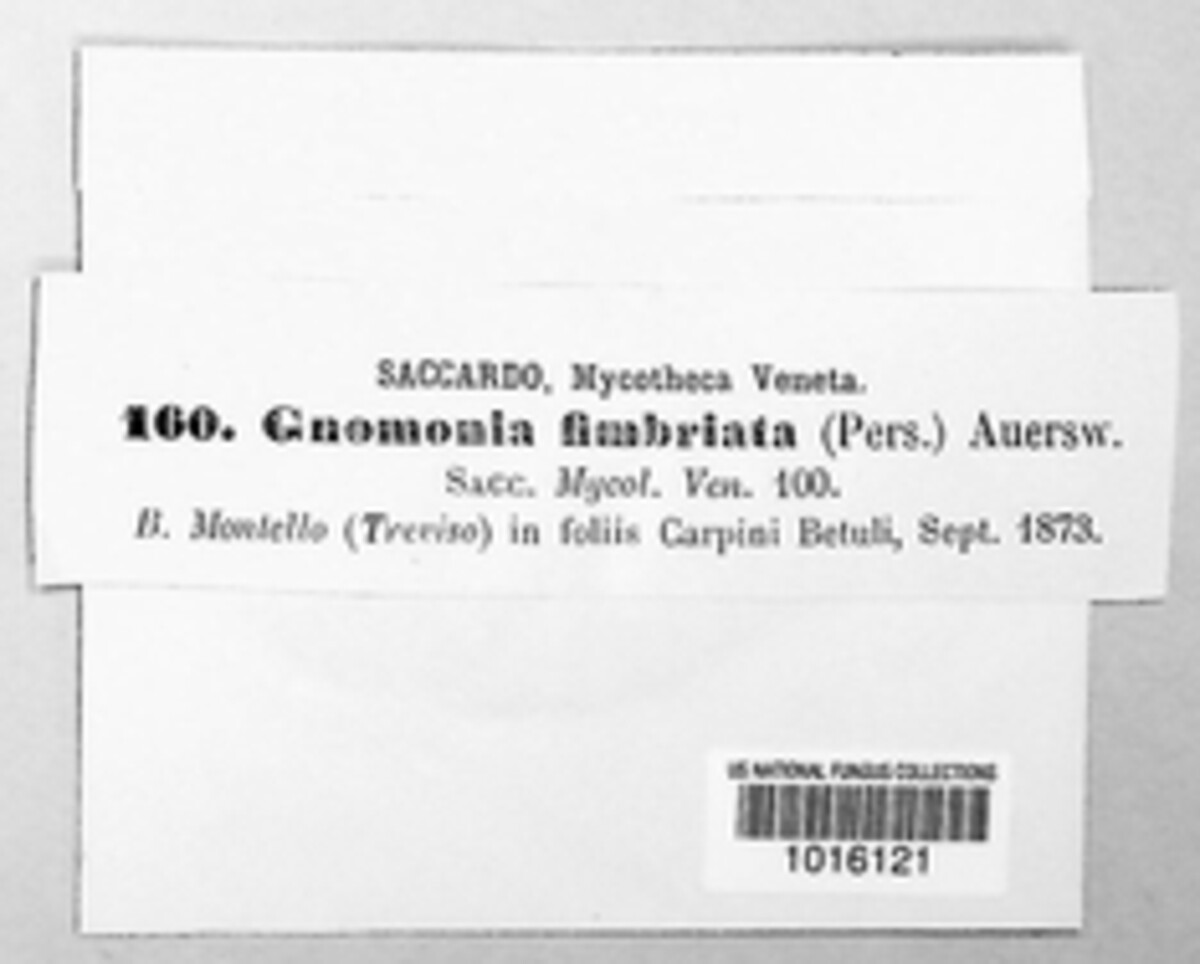 SACCARDO, Mycotheca Veneta.
160. Gnomonia fimbriata (Pers.) Auersw.
SACC. Mycol. Ven. 100.
B. Montello (Treviso) in foliis Carpini Betuli, Sept. 1873.
US NATIONAL FUNGUS COLLECTIONS
1016121